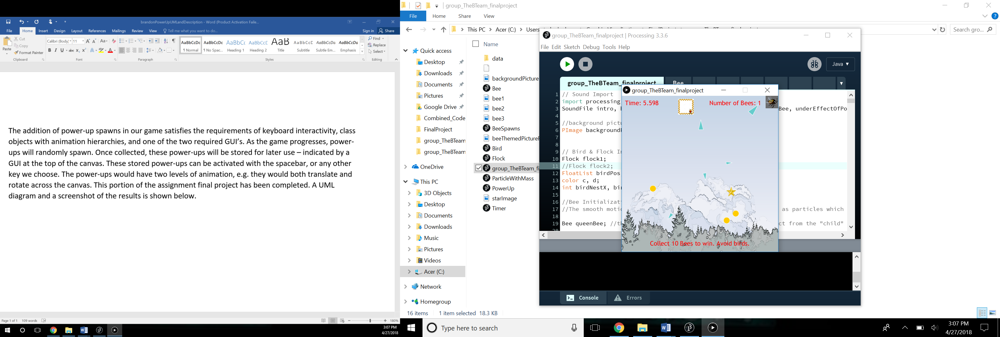 brandonPowerUpUMLandDescription - Word (Product Activation Faile...
File Home Insert Design Layout References Mailings Review View Tell me what you want to do... Sign in Share
Paste
Cut
Copy
Format Painter
Calibri (Body) 11
AaBbCcDc AaBbCcDc AaBbCc AaBbCcC AaB AaBbCcC AaBbCcDc AaBbCcDc
¶ Normal ¶ No Spac... Heading 1 Heading 2 Title Subtitle Subtle Em... Emphasis
Find
Replace
Select
Clipboard Font Paragraph Styles Editing
The addition of power-up spawns in our game satisfies the requirements of keyboard interactivity, class
objects with animation hierarchies, and one of the two required GUI's. As the game progresses, power-
ups will randomly spawn. Once collected, these power-ups will be stored for later use – indicated by a
GUI at the top of the canvas. These stored power-ups can be activated with the spacebar, or any other
key we choose. The power-ups would have two levels of animation, e.g. they would both translate and
rotate across the canvas. This portion of the assignment final project has been completed. A UML
diagram and a screenshot of the results is shown below.
Page 1 of 1 109 words 180%
3:07 PM
4/27/2018
group_TheBTeam_finalproject
File Home Share View
This PC Acer (C:) Users
Search gro...
Quick access
Desktop
Downloads
Documents
Pictures
Google Drive
Combined_Code
FinalProject
group_TheBTeam
group_TheBTeam
OneDrive
This PC
3D Objects
Desktop
Documents
Downloads
Music
Pictures
Videos
Acer (C:)
Network
Homegroup
Name
data
backgroundPicture
Bee
bee1
bee2
bee3
BeeSpawns
beeThemedPictureF
Bird
Flock
group_TheBTeam_fi
ParticleWithMass
PowerUp
starImage
Timer
16 items 1 item selected 18.3 KB
group_TheBTeam_finalproject | Processing 3.3.6
File Edit Sketch Debug Tools Help
Java
group_TheBTeam_finalproject Bee
1 // Sound Import
2 import processing
3 SoundFile intro, b Bee, underEffectOfPo
4
5 //background pictu
6 PImage backgroundP
7
8
9 // Bird & Flock In
10 Flock flock1;
11 //Flock flock2;
12 FloatList birdPos
13 color c, d;
14 int birdNestX, bir
15
16 //Bee Initializati
17 //The smooth motio as particles which
18
19 Bee queenBee; //th ct from the "child"
20
group_TheBTeam_finalproject
Time: 5.598 Number of Bees: 1
Collect 10 Bees to win. Avoid birds.
Console Errors
Type here to search
3:07 PM
4/27/2018